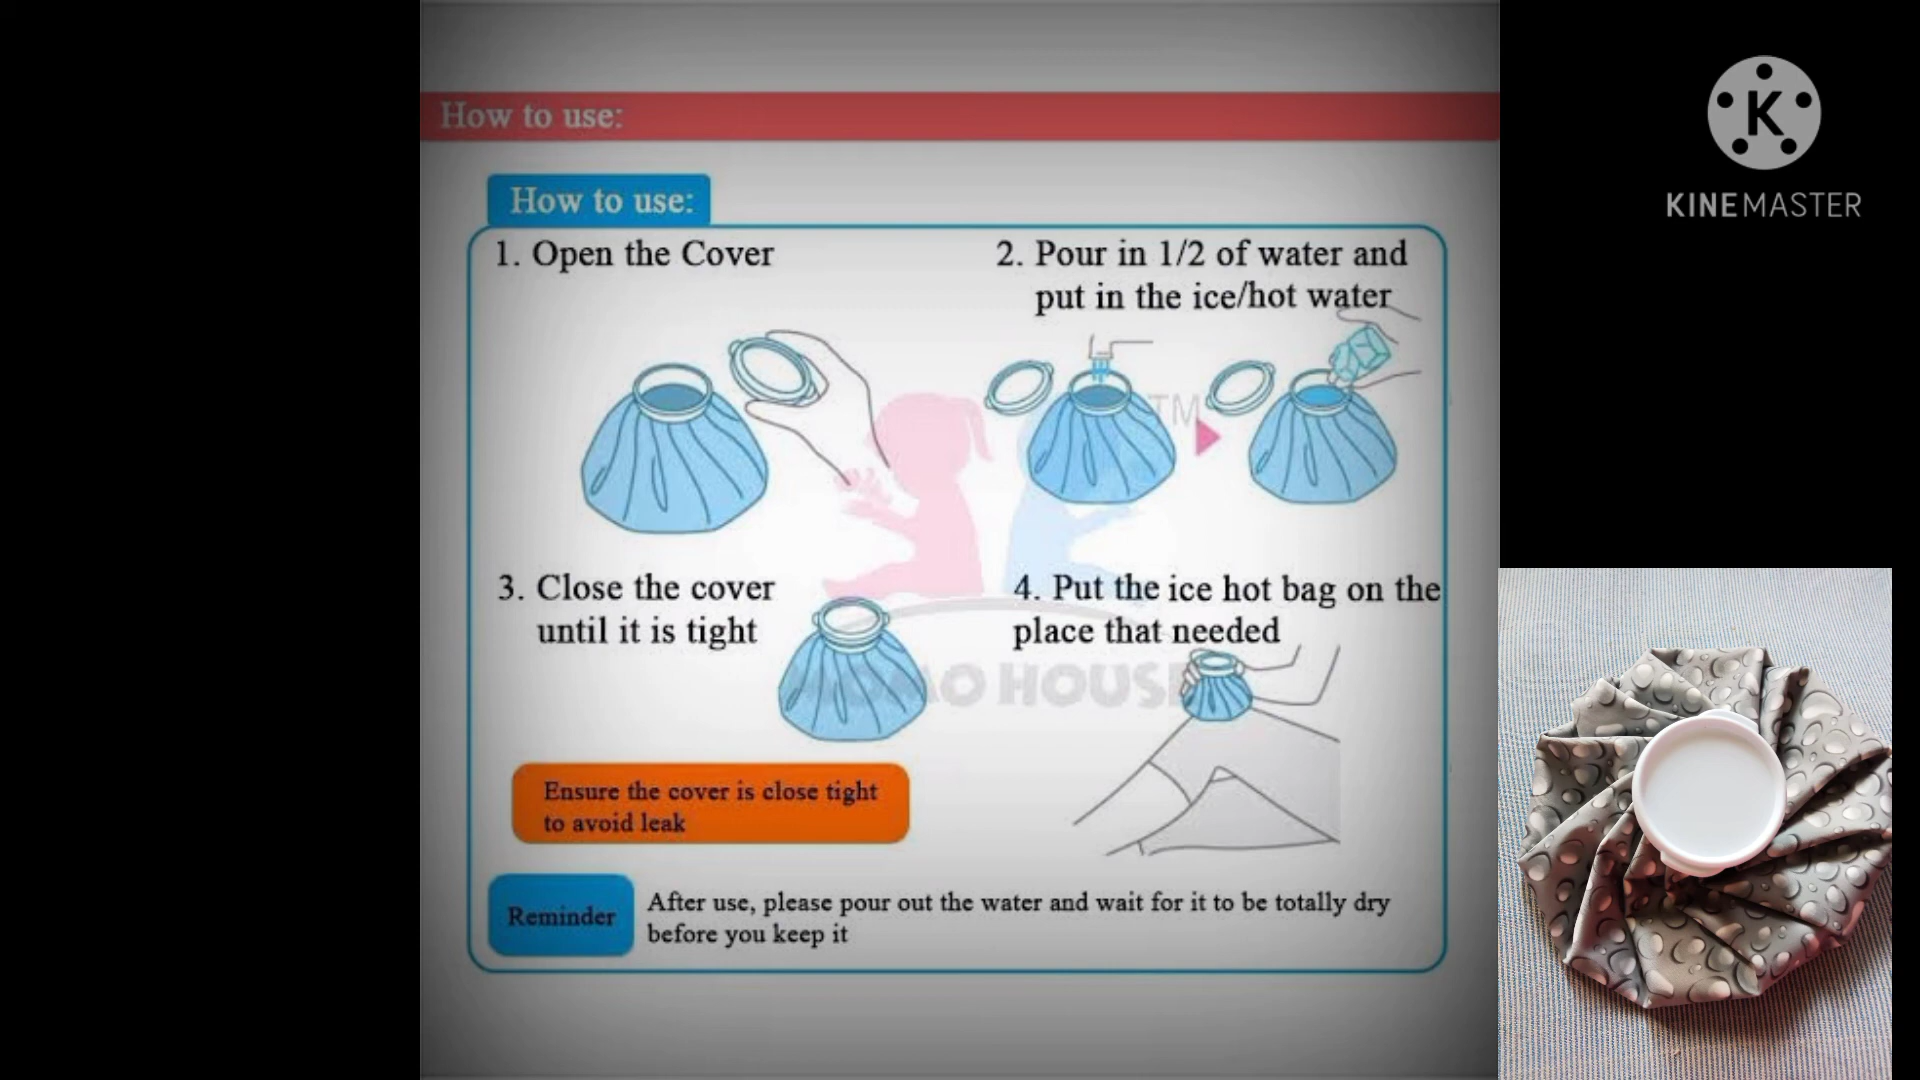 How to use:
How to use:
1. Open the Cover
2. Pour in 1/2 of water and
put in the ice/hot water
TM
3. Close the cover
until it is tight
4. Put the ice hot bag on the
place that needed
HOUSE
Ensure the cover is close tight
to avoid leak
Reminder
After use, please pour out the water and wait for it to be totally dry
before you keep it
K
KINEMASTER